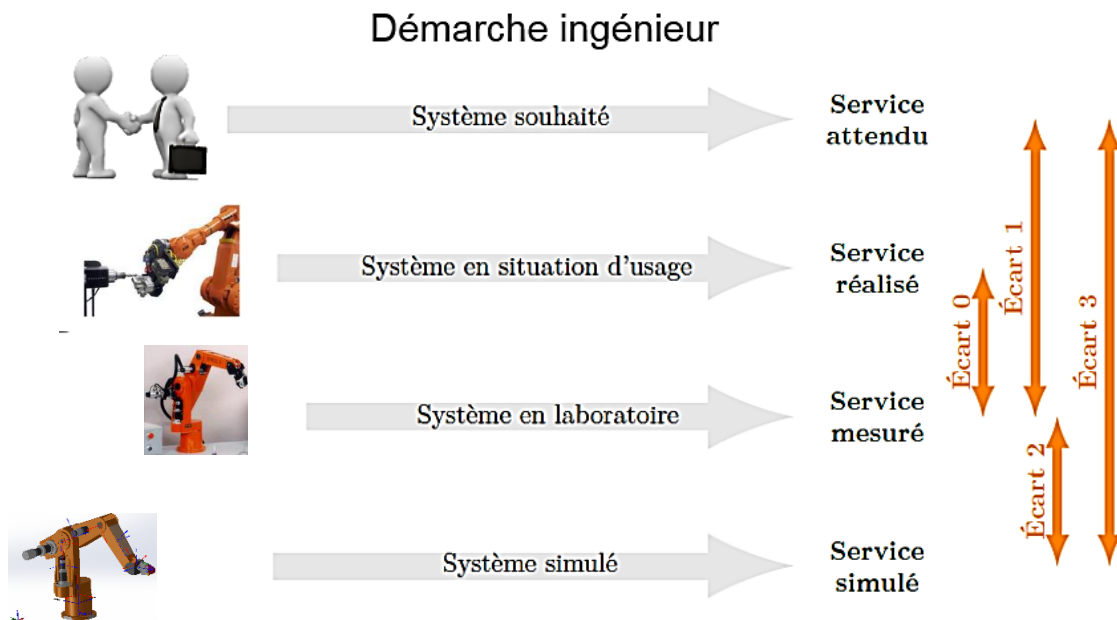 Démarche ingénieur
Système souhaité
Service
attendu
Système en situation d'usage
Service
réalisé
Système en laboratoire
Service
mesuré
Système simulé
Service
simulé
Écart 0
Écart 1
Écart 2
Écart 3